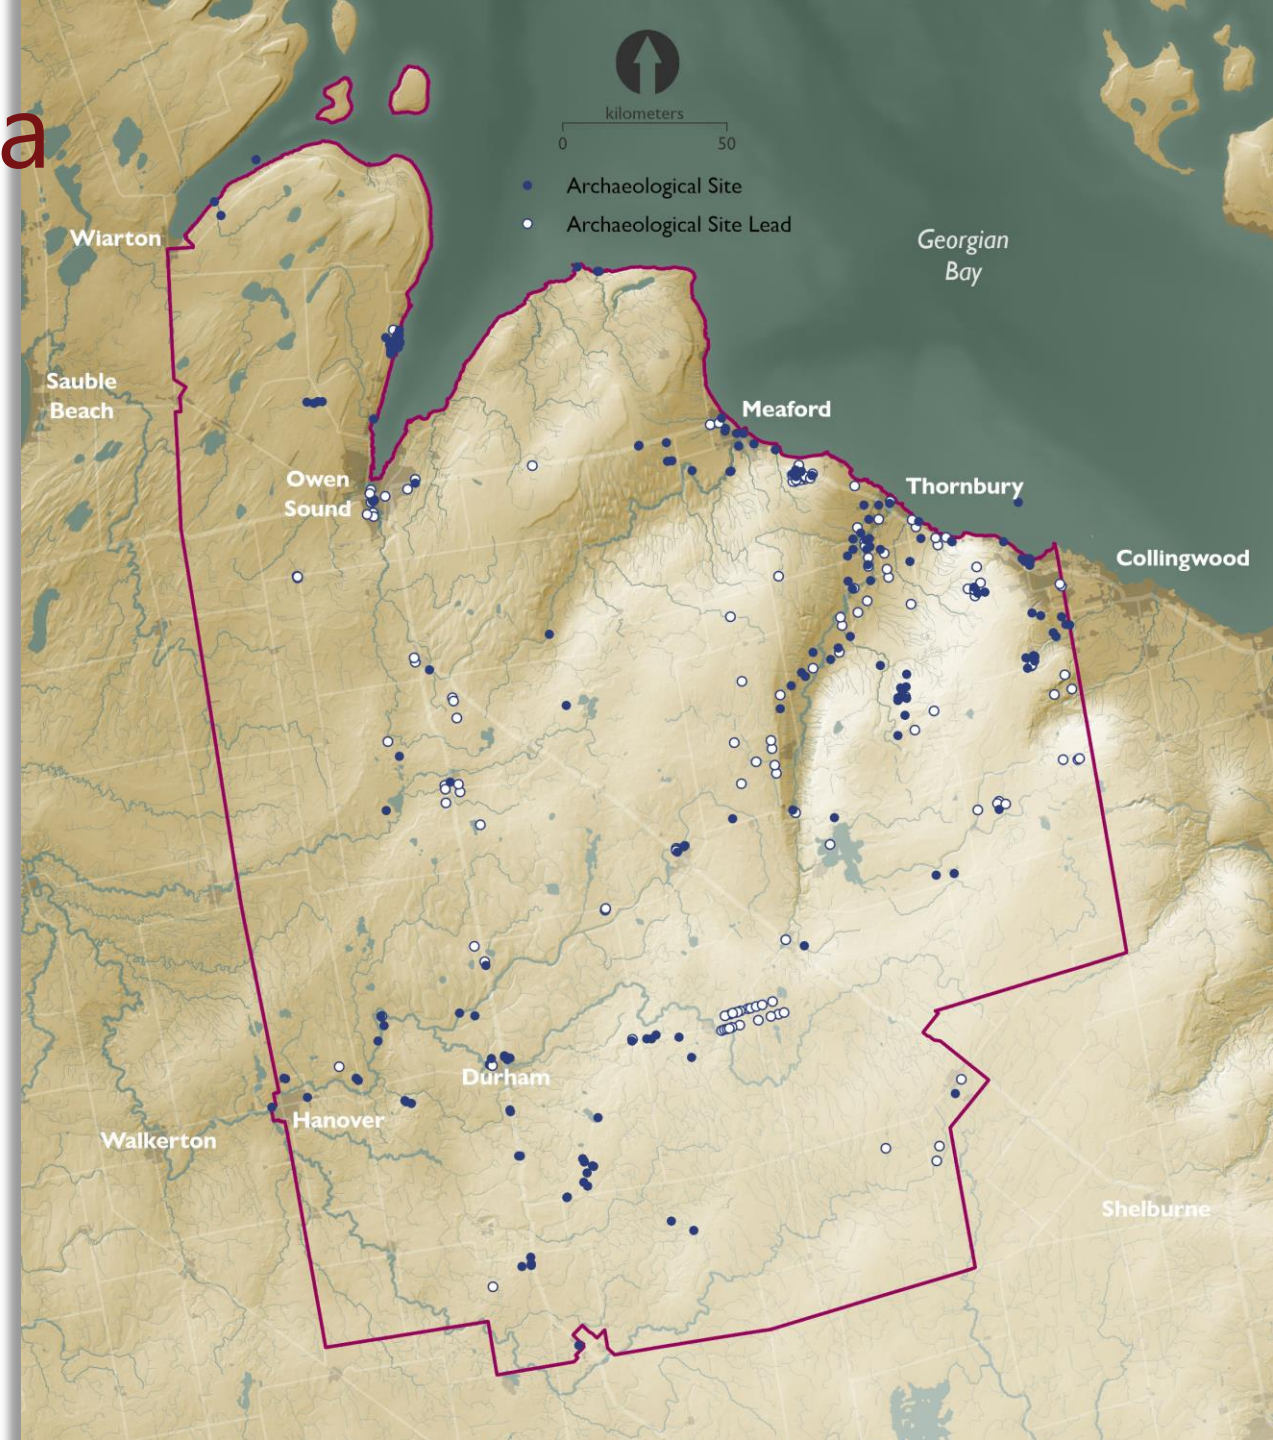 a
kilometers
0 50
Archaeological Site
Archaeological Site Lead
Wiarton
Georgian
Bay
Sauble
Beach
Meaford
Owen
Sound
Thornbury
Collingwood
Durham
Hanover
Walkerton
Shelburne